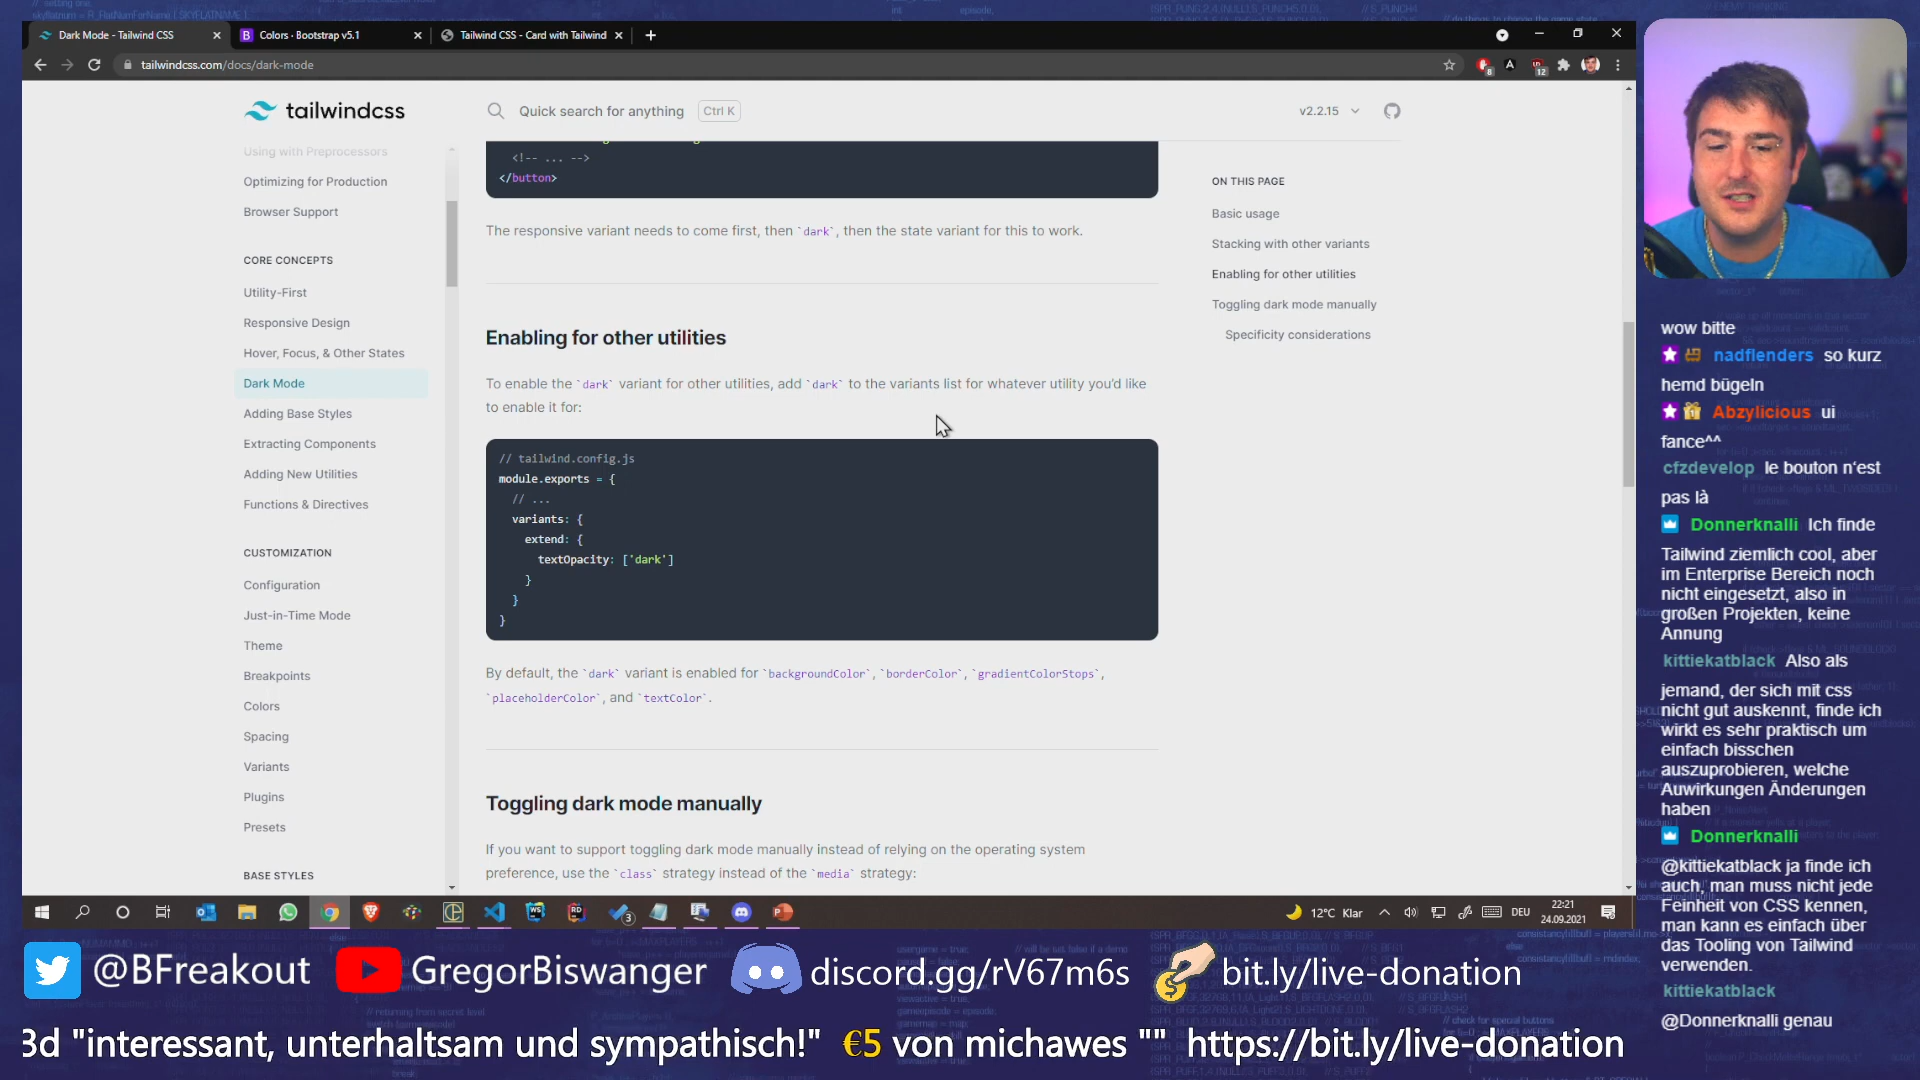 Dark Mode - Tailwind CSS
Colors · Bootstrap v5.1
Tailwind CSS - Card with Tailwind
tailwindcss.com/docs/dark-mode
8
12
tailwindcss
Quick search for anything
Ctrl K
v2.2.15
Using with Preprocessors
Optimizing for Production
Browser Support
CORE CONCEPTS
Utility-First
Responsive Design
Hover, Focus, & Other States
Dark Mode
Adding Base Styles
Extracting Components
Adding New Utilities
Functions & Directives
CUSTOMIZATION
Configuration
Just-in-Time Mode
Theme
Breakpoints
Colors
Spacing
Variants
Plugins
Presets
BASE STYLES
<!-- ... -->
</button>
The responsive variant needs to come first, then `dark`, then the state variant for this to work.
Enabling for other utilities
To enable the `dark` variant for other utilities, add `dark` to the variants list for whatever utility you'd like
to enable it for:
// tailwind.config.js
module.exports = {
// ...
variants: {
extend: {
textOpacity: ['dark']
}
}
}
By default, the `dark` variant is enabled for `backgroundColor`, `borderColor`, `gradientColorStops`,
`placeholderColor`, and `textColor`.
Toggling dark mode manually
If you want to support toggling dark mode manually instead of relying on the operating system
preference, use the `class` strategy instead of the `media` strategy:
ON THIS PAGE
Basic usage
Stacking with other variants
Enabling for other utilities
Toggling dark mode manually
Specificity considerations
wow bitte
nadflenders so kurz
hemd bügeln
Abzylicious ui
fance^^
cfzdevelop le bouton n'est
pas là
Donnerknalli Ich finde
Tailwind ziemlich cool, aber
im Enterprise Bereich noch
nicht eingesetzt, also in
großen Projekten, keine
Annung
kittiekatblack Also als
jemand, der sich mit css
nicht gut auskennt, finde ich
wirkt es sehr praktisch um
einfach bisschen
auszuprobieren, welche
Auwirkungen Änderungen
haben
Donnerknalli
@kittiekatblack ja finde ich
auch, man muss nicht jede
Feinheit von CSS kennen,
man kann es einfach über
das Tooling von Tailwind
verwenden.
kittiekatblack
@Donnerknalli genau
3
12°C Klar
DEU
22:21
24.09.2021
@BFreakout
GregorBiswanger
discord.gg/rV67m6s
bit.ly/live-donation
3d "interessant, unterhaltsam und sympathisch!" €5 von michawes "" https://bit.ly/live-donation